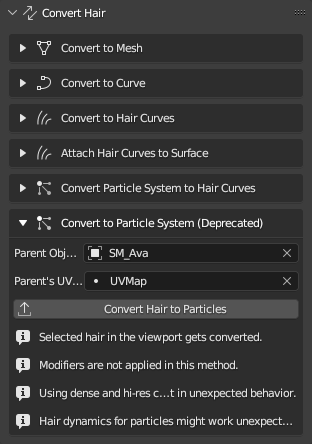 Convert Hair
Convert to Mesh
Convert to Curve
Convert to Hair Curves
Attach Hair Curves to Surface
Convert Particle System to Hair Curves
Convert to Particle System (Deprecated)
Parent Obj... SM_Ava
Parent's UV... UVMap
Convert Hair to Particles
Selected hair in the viewport gets converted.
Modifiers are not applied in this method.
Using dense and hi-res c...t in unexpected behavior.
Hair dynamics for particles might work unexpect...